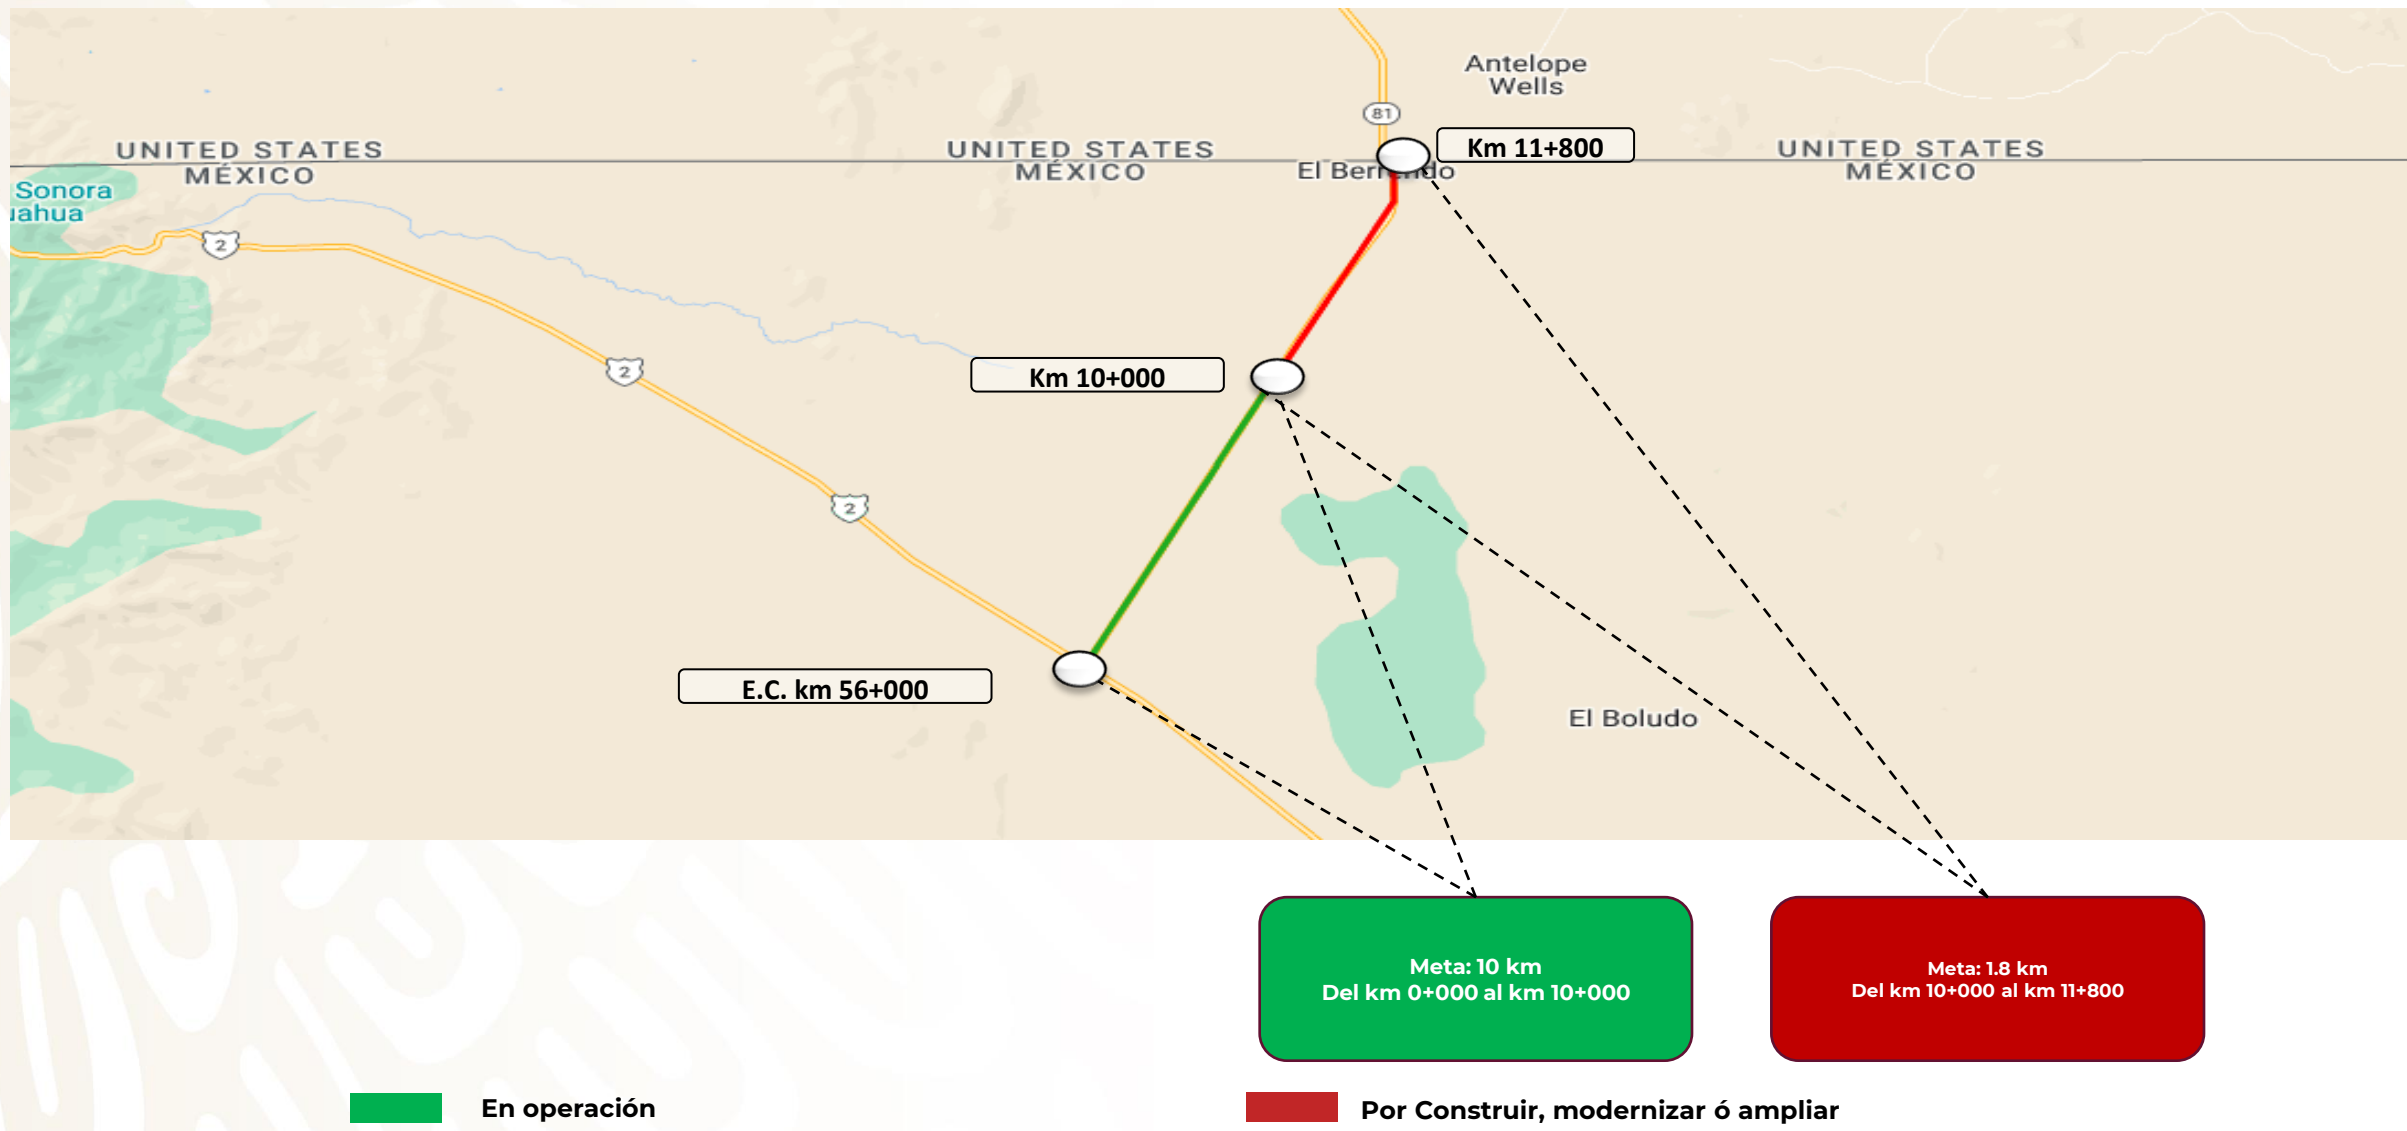 Antelope
Wells
81
Km 11+800
UNITED STATES
MÉXICO
UNITED STATES
MÉXICO
UNITED STATES
MÉXICO
Sonora
El Berrendo
2
2
Km 10+000
2
E.C. km 56+000
El Boludo
Meta: 10 km
Del km 0+000 al km 10+000
Meta: 1.8 km
Del km 10+000 al km 11+800
En operación
Por Construir, modernizar ó ampliar